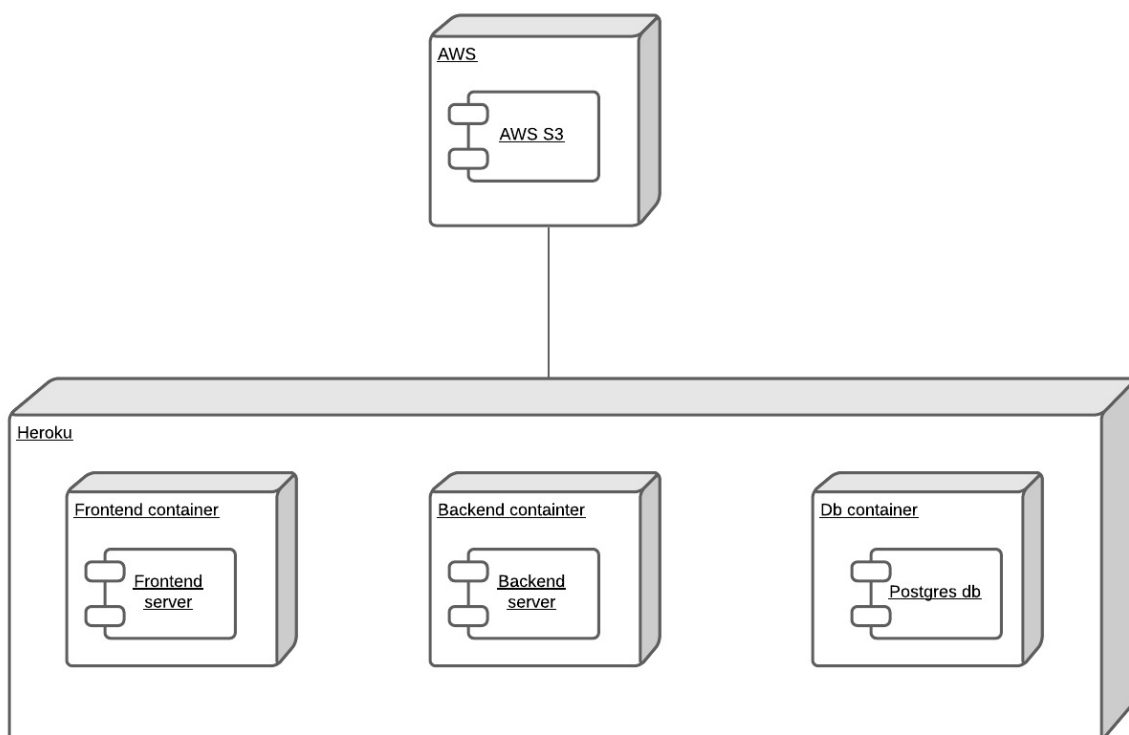 AWS
AWS S3
Heroku
Frontend container
Frontend
server
Backend containter
Backend
server
Db container
Postgres db